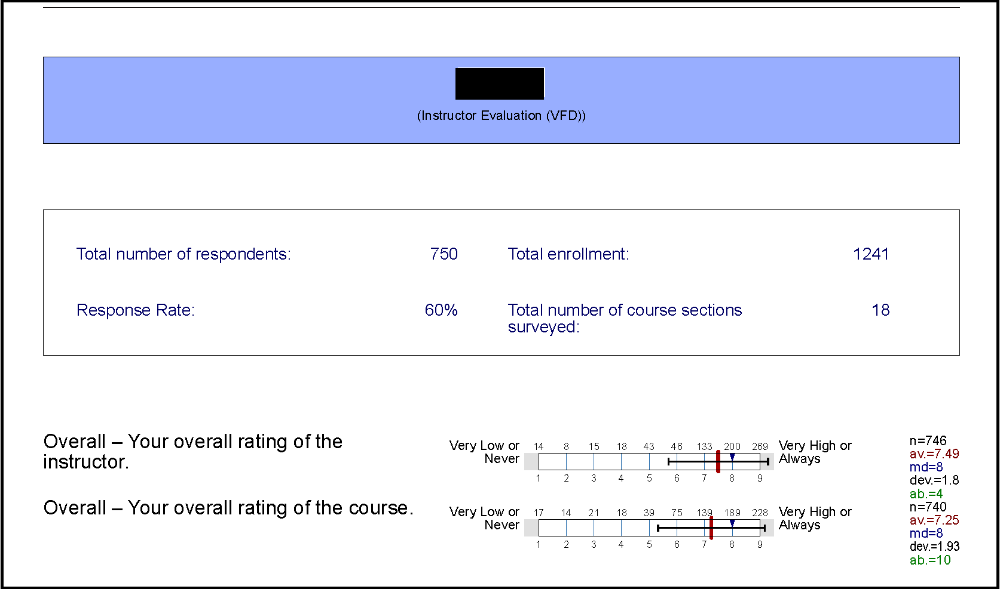 (Instructor Evaluation (VFD))
Total number of respondents: 750 Total enrollment: 1241
Response Rate: 60% Total number of course sections
surveyed: 18
Overall – Your overall rating of the
instructor.
Very Low or
Never
14 8 15 18 43 46 133 200 269
1 2 3 4 5 6 7 8 9
Very High or
Always
n=746
av.=7.49
md=8
dev.=1.8
ab.=4
Overall – Your overall rating of the course.
Very Low or
Never
17 14 21 18 39 75 139 189 228
1 2 3 4 5 6 7 8 9
Very High or
Always
n=740
av.=7.25
md=8
dev.=1.93
ab.=10